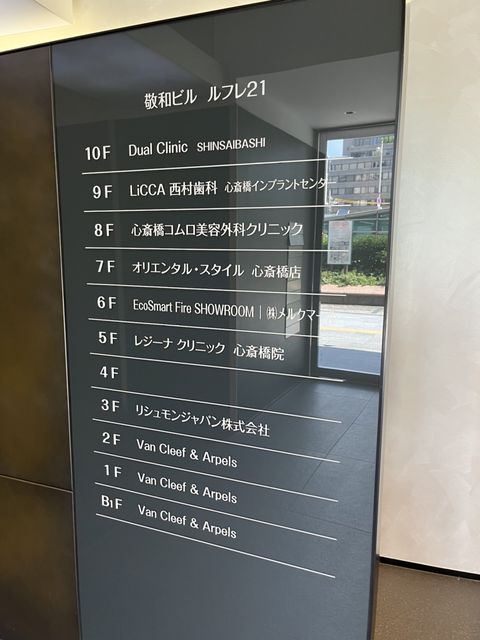 敬和ビル ルフレ21
10F Dual Clinic SHINSAIBASHI
9F LiCCA 西村歯科 心斎橋インプラントセンター
8F 心斎橋コムロ美容外科クリニック
7F オリエンタル・スタイル 心斎橋店
6F EcoSmart Fire SHOWROOM | ㈱メルクマー
5F レジーナ クリニック 心斎橋院
4F
3F リシュモンジャパン株式会社
2F Van Cleef & Arpels
1F Van Cleef & Arpels
B1F Van Cleef & Arpels